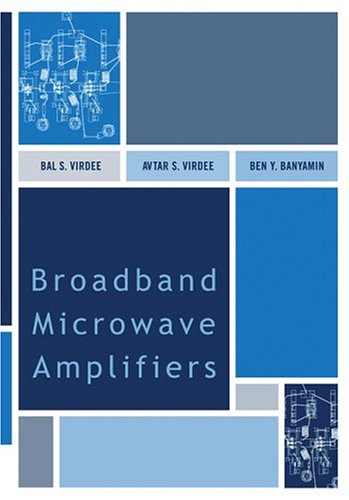 BAL S. VIRDEE AVTAR S. VIRDEE BEN Y. BANYAMIN
Broadband
Microwave
Amplifiers